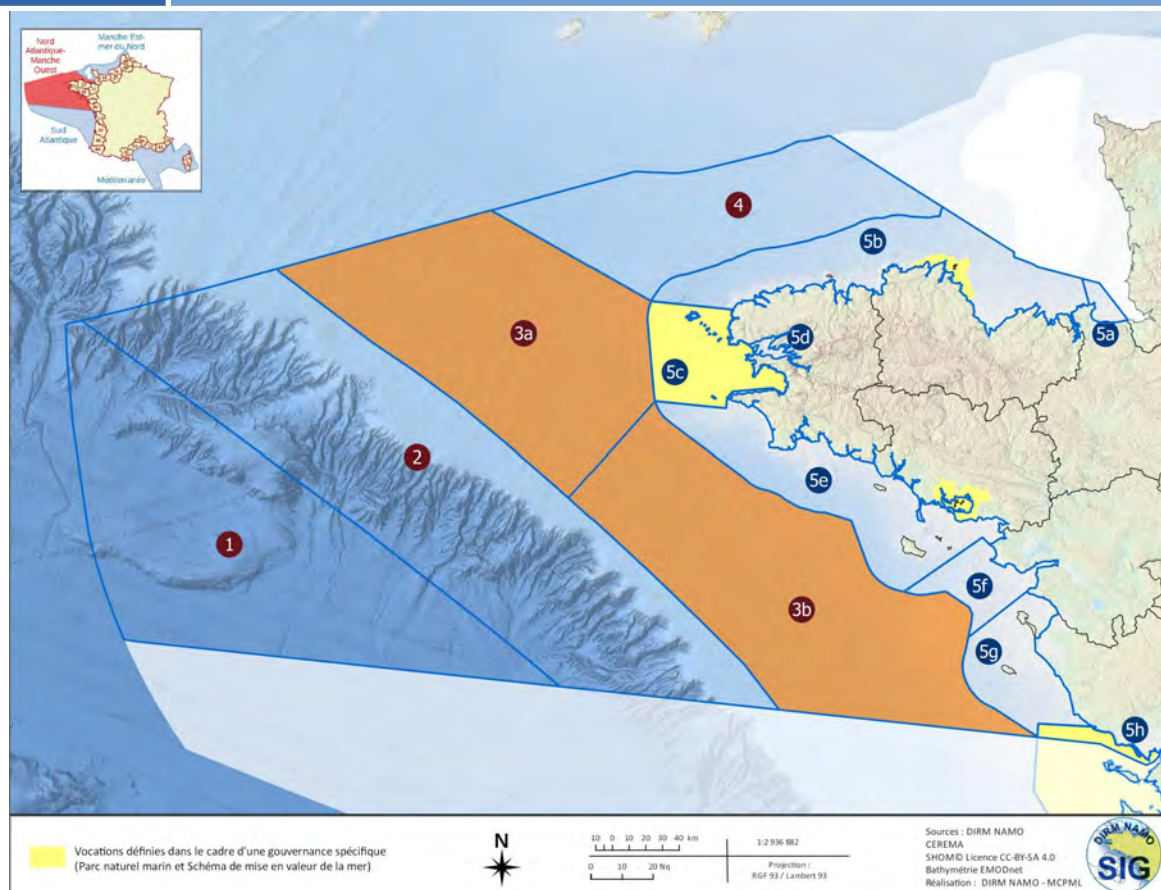 Manche Est-
mer du Nord
Nord
Atlantique-
Manche
Ouest
Sud
Atlantique
Méditerranée
4
5b
5a
3a
5d
5c
2
5e
1
5f
3b
5g
5h
Vocations définies dans le cadre d'une gouvernance spécifique
(Parc naturel marin et Schéma de mise en valeur de la mer)
N
10 0 10 20 30 40 km
0 10 20 Nq
1:2 936 882
Projection :
RGF 93 / Lambert 93
Sources : DIRM NAMO
CEREMA
SHOM© Licence CC-BY-SA 4.0
Bathymétrie EMODnet
Réalisation : DIRM NAMO - MCPML
DIRM NAMO
SIG